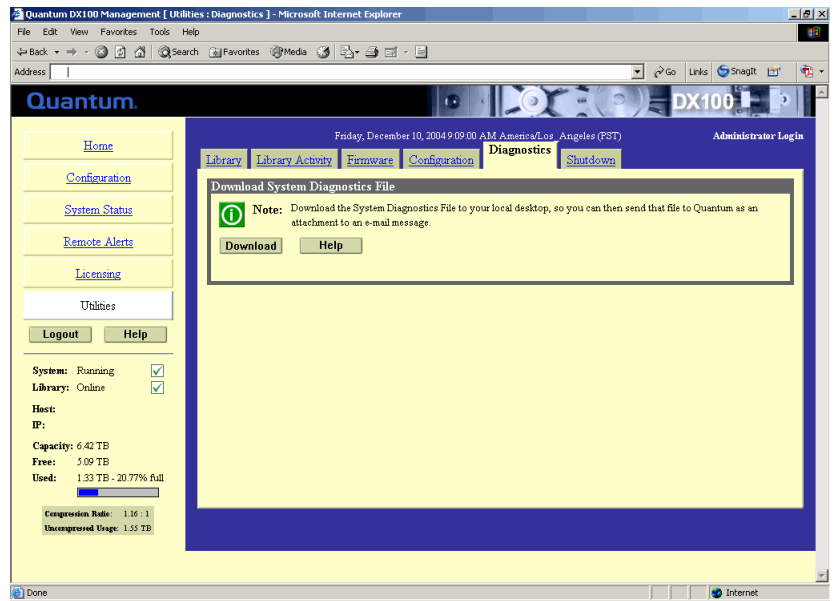 Quantum DX100 Management [ Utilities : Diagnostics ] - Microsoft Internet Explorer
File Edit View Favorites Tools Help
Back Search Favorites Media
Address Go Links SnagIt
Quantum. DX100
Friday, December 10, 2004 9:09:00 AM America/Los_Angeles (PST) Administrator Login
Library Library Activity Firmware Configuration Diagnostics Shutdown
Home
Configuration
System Status
Remote Alerts
Licensing
Utilities
Logout Help
System: Running
Library: Online
Host:
IP:
Capacity: 6.42 TB
Free: 5.09 TB
Used: 1.33 TB - 20.77% full
Compression Ratio: 1.16 : 1
Uncompressed Usage: 1.55 TB
Download System Diagnostics File
Note: Download the System Diagnostics File to your local desktop, so you can then send that file to Quantum as an
attachment to an e-mail message.
Download Help
Done Internet